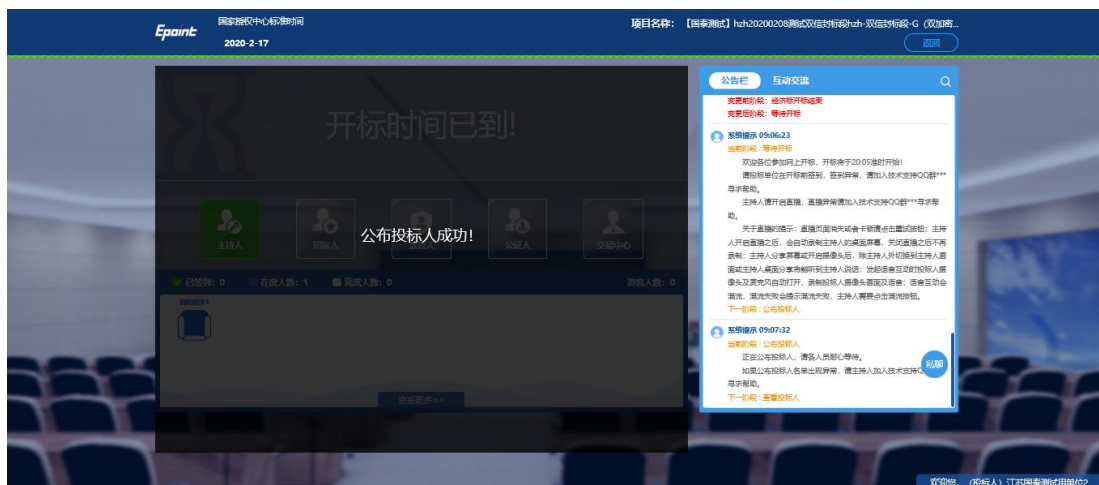 Epoint
国家授权中心标准时间
2020-2-17
项目名称： 【国泰测试】hzh20200208测试双信封标段hzh-双信封标段-G（双加密...
返回
开标时间已到!
主持人
招标人
公证人
交易中心
公布投标人成功!
已签到: 0
在席人数: 1
离席人数: 0
游客人数: 0
查看更多>>
公告栏
互动交流
变更前阶段：经济标开标结束
变更后阶段：等待开标
系统提示 09:06:23
当前阶段：等待开标
欢迎各位参加网上开标、开标将于20:05准时开始!
请投标单位在开标前签到，签到异常，请加入技术支持QQ群***
寻求帮助。
主持人请开启直播，直播异常请加入技术支持QQ群***寻求帮
助。
关于直播的提示：直播页面消失或者卡顿请点击重试按钮；主持
人开启直播之后，会自动录制主持人的桌面屏幕，关闭直播之后不再
录制；主持人分享屏幕或开启摄像头后，除主持人外切换到主持人画
面或主持人桌面分享将能听到主持人说话；发起语音互动时投标人摄
像头及麦克风自动打开，录制投标人摄像头画面及语音；语音互动会
混流，混流失败会提示混流失败，主持人需要点击混流按钮。
下一阶段：公布投标人
系统提示 09:07:32
当前阶段：公布投标人
正在公布投标人，请各人员耐心等待。
如果公布投标人名单出现异常，请主持人加入技术支持Q
寻求帮助。
下一阶段：查看投标人
私聊
欢迎您，（投标人）江苏国泰测试用单位2